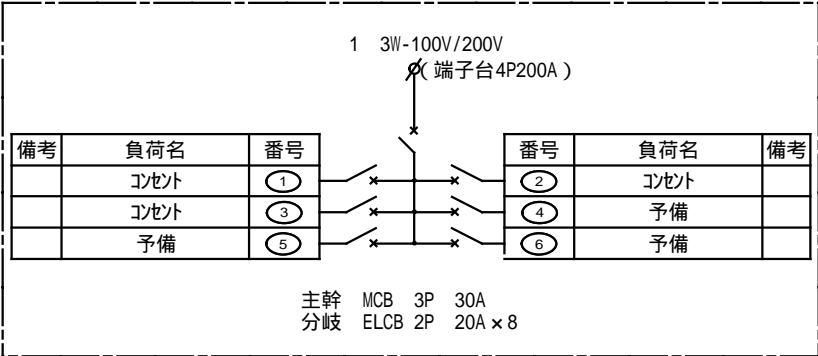 1 3W-100V/200V
(端子台4P200A)
備考 負荷名 番号 番号 負荷名 備考
コンセント 1 2 コンセント
コンセント 3 4 予備
予備 5 6 予備
主幹 MCB 3P 30A
分岐 ELCB 2P 20A×8